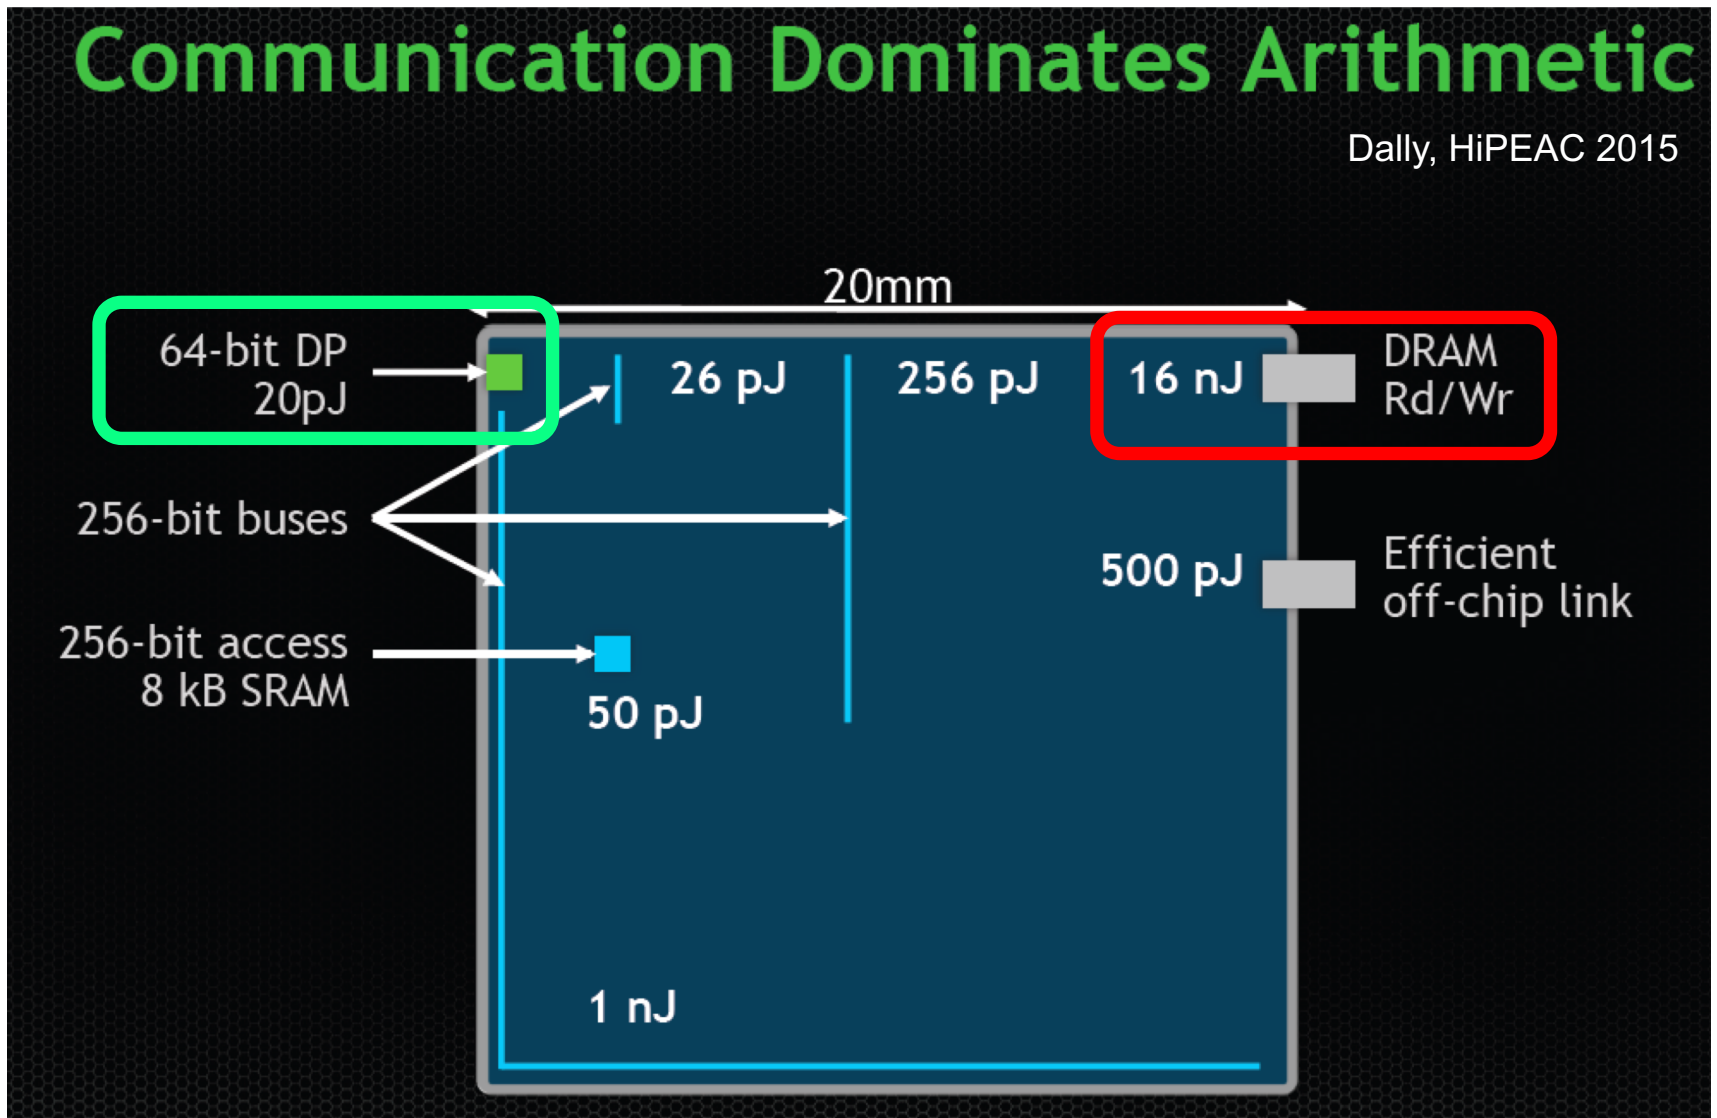 Communication Dominates Arithmetic
Dally, HiPEAC 2015
20mm
64-bit DP
20pJ
26 pJ
256 pJ
16 nJ
DRAM
Rd/Wr
256-bit buses
500 pJ
Efficient
off-chip link
256-bit access
8 kB SRAM
50 pJ
1 nJ